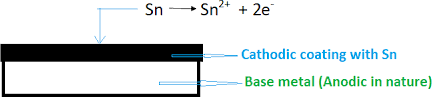 Sn → Sn²⁺ + 2e⁻
Cathodic coating with Sn
Base metal (Anodic in nature)